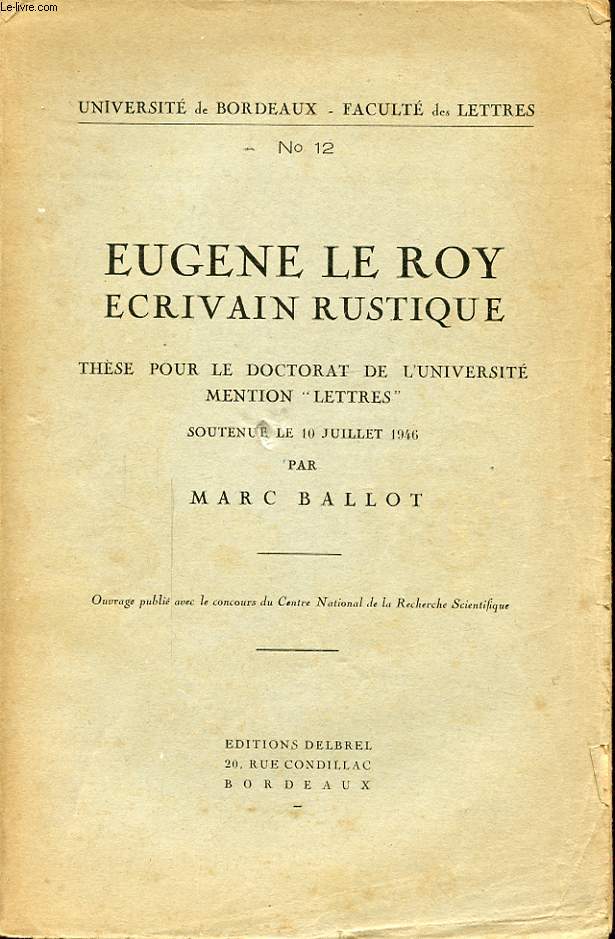 Le-livre.com
UNIVERSITÉ de BORDEAUX - FACULTÉ des LETTRES
- No 12
EUGENE LE ROY
ECRIVAIN RUSTIQUE
THÈSE POUR LE DOCTORAT DE L'UNIVERSITÉ
MENTION "LETTRES"
SOUTENUE LE 10 JUILLET 1946
PAR
MARC BALLOT
Ouvrage publié avec le concours du Centre National de la Recherche Scientifique
EDITIONS DELBREL
20, RUE CONDILLAC
BORDEAUX